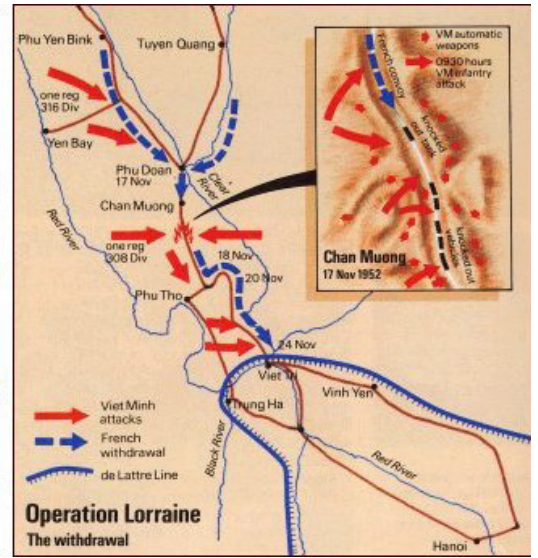 Phu Yen Bink
Tuyen Quang
one reg
316 Div
Yen Bay
Phu Doan
17 Nov
Clear
River
Chan Muong
Red River
one reg
308 Div
18 Nov
20 Nov
Phu Tho
24 Nov
Viet Tri
Vinh Yen
Trung Ha
Black River
Red River
Hanoi
French convoy
VM automatic
weapons
0930 hours
VM infantry
attack
knocked
out tank
knocked out
vehicles
Chan Muong
17 Nov 1952
Viet Minh
attacks
French
withdrawal
de Lattre Line
Operation Lorraine
The withdrawal